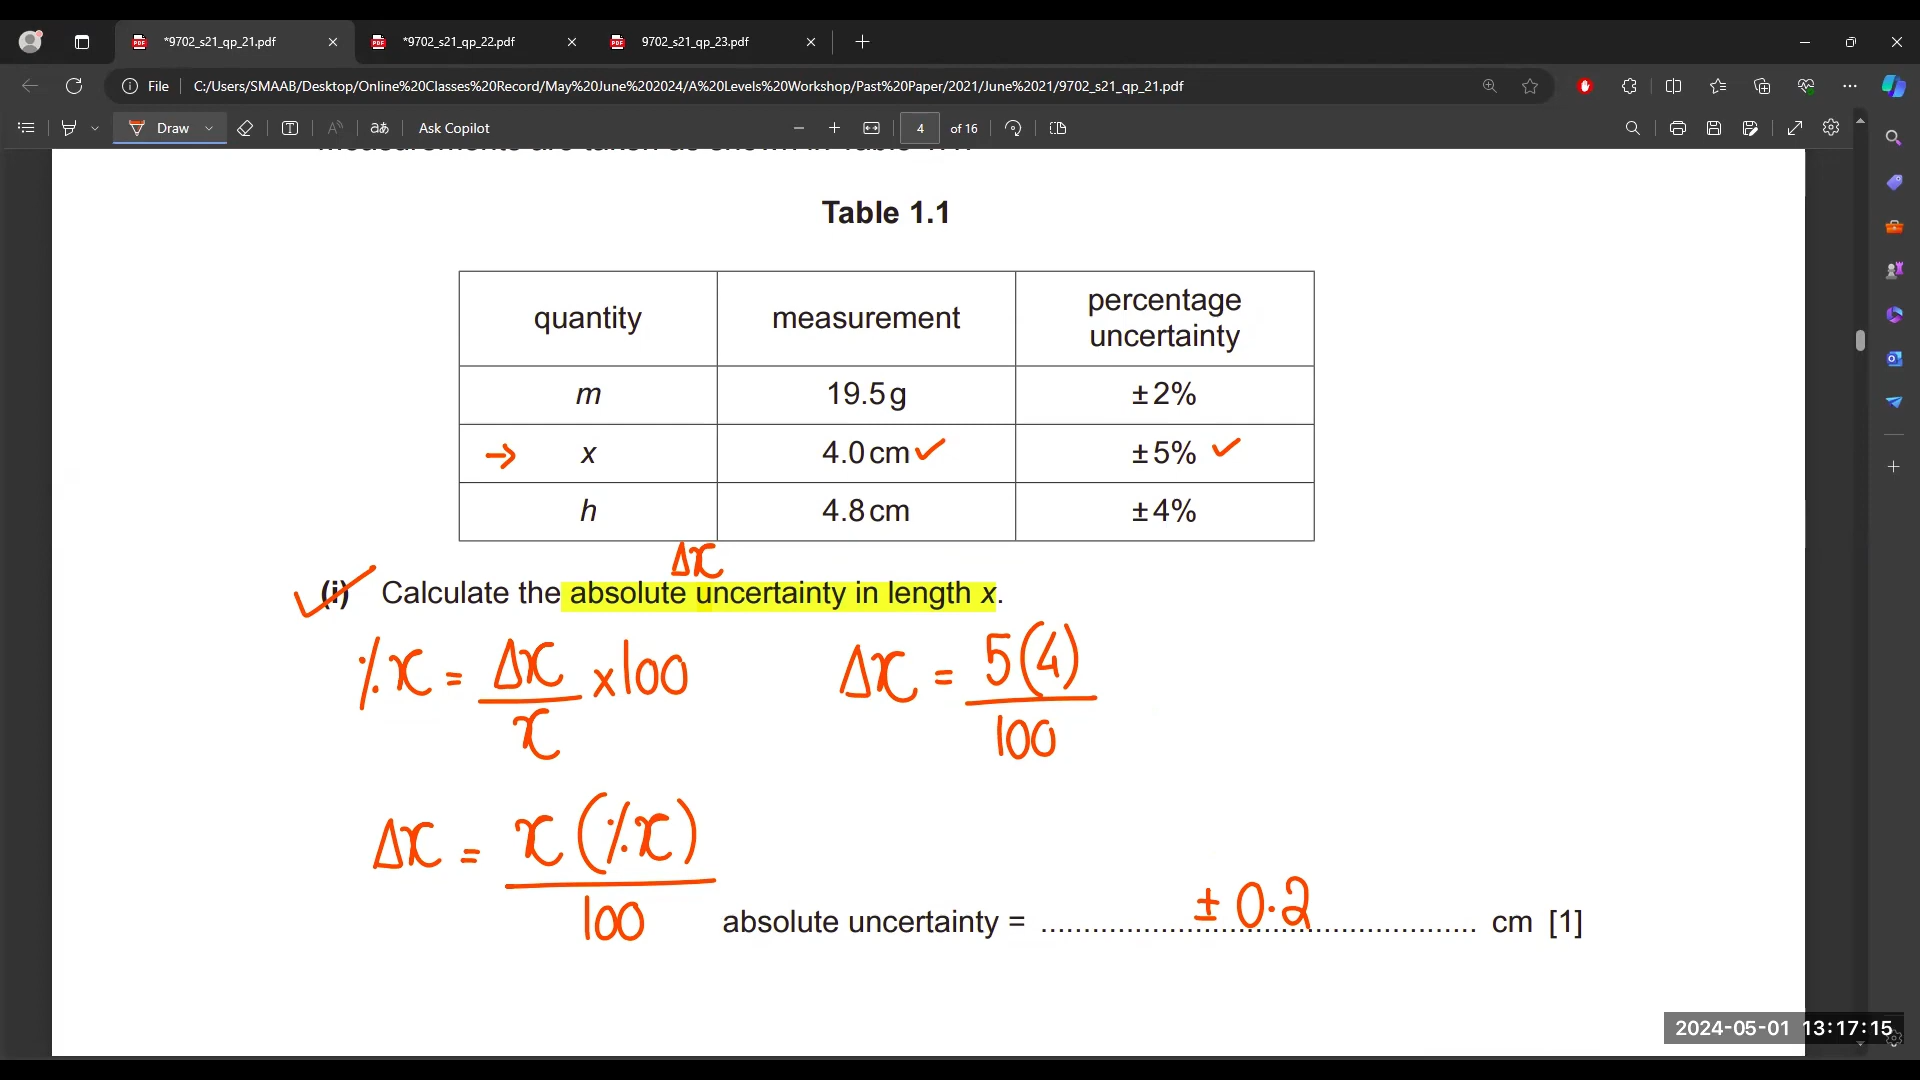 *9702_s21_qp_21.pdf
*9702_s21_qp_22.pdf
9702_s21_qp_23.pdf
File
C:/Users/SMAAB/Desktop/Online%20Classes%20Record/May%20June%202024/A%20Levels%20Workshop/Past%20Paper/2021/June%2021/9702_s21_qp_21.pdf
Draw
aあ
Ask Copilot
4 of 16
Table 1.1
quantity measurement percentage uncertainty
m 19.5 g ±2%
→ x 4.0 cm ✓ ±5% ✓
h 4.8 cm ±4%
Δx
(i) Calculate the absolute uncertainty in length x.
%x = Δx/x ×100
Δx = 5(4)/100
Δx = x(%x)/100
absolute uncertainty = ± 0.2 cm [1]
2024-05-01 13:17:15